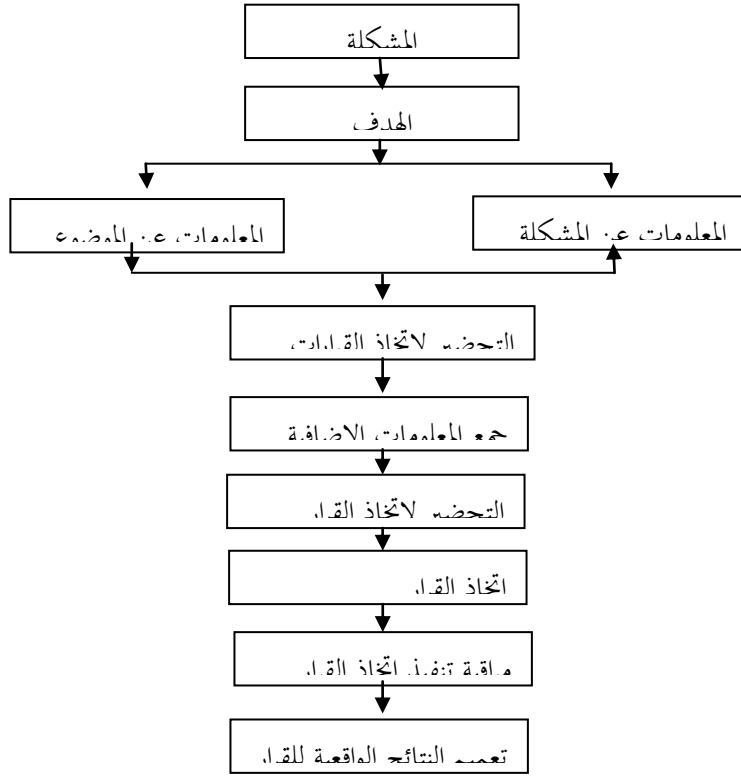 المشكلة
الهدف
المعلومات عن المشكلة
المعلومات عن الموضوع
التحضير لاتخاذ القرارات
جمع المعلومات الاضافية
التحضير لاتخاذ القرار
اتخاذ القرار
مراقبة تنفيذ اتخاذ القرار
تعميم النتائج الواقعية للقرار